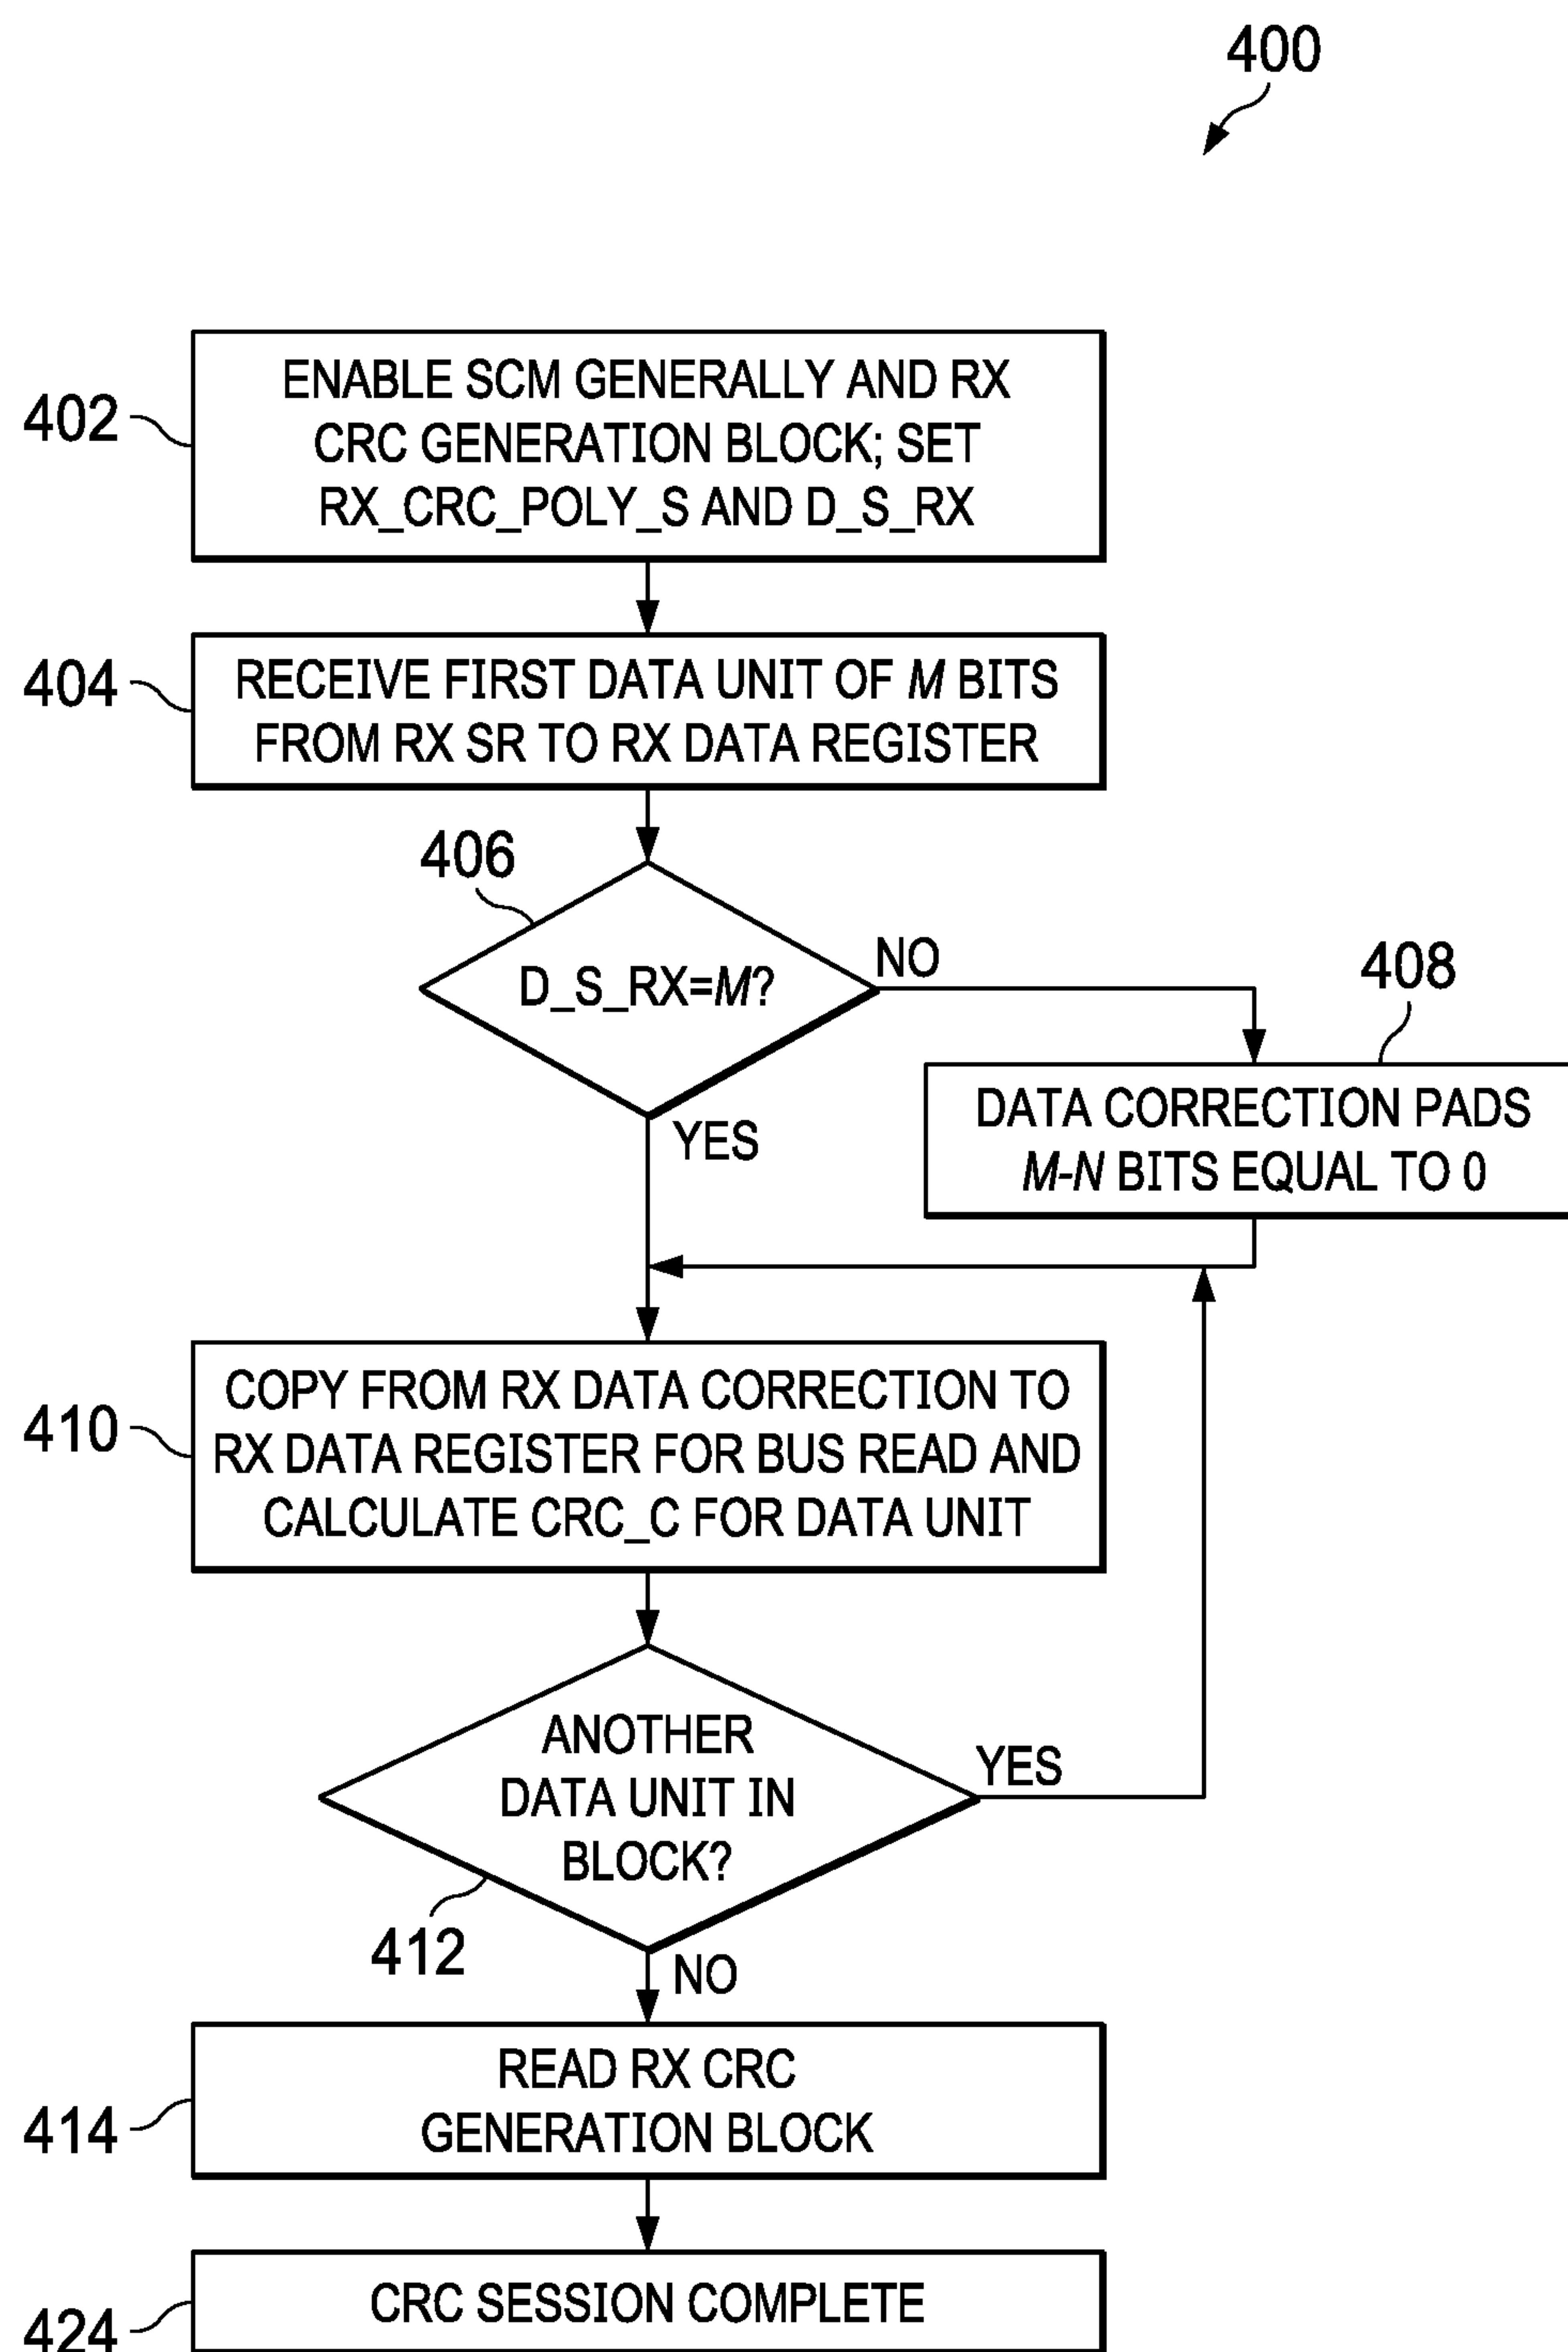 400
402
ENABLE SCM GENERALLY AND RX
CRC GENERATION BLOCK; SET
RX_CRC_POLY_S AND D_S_RX
404
RECEIVE FIRST DATA UNIT OF M BITS
FROM RX SR TO RX DATA REGISTER
406
D_S_RX=M?
NO
YES
408
DATA CORRECTION PADS
M-N BITS EQUAL TO 0
410
COPY FROM RX DATA CORRECTION TO
RX DATA REGISTER FOR BUS READ AND
CALCULATE CRC_C FOR DATA UNIT
ANOTHER
DATA UNIT IN
BLOCK?
YES
412
NO
414
READ RX CRC
GENERATION BLOCK
424
CRC SESSION COMPLETE